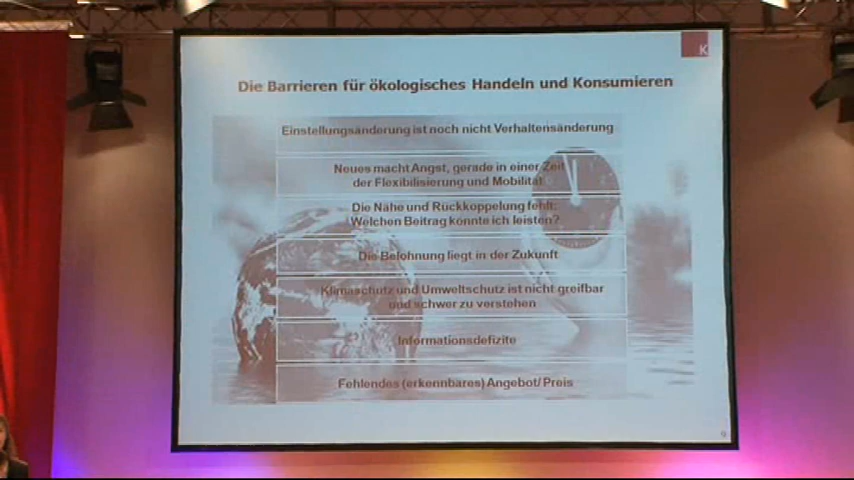 K
Die Barrieren für ökologisches Handeln und Konsumieren
Einstellungsänderung ist noch nicht Verhaltensänderung
Neues macht Angst, gerade in einer Zeit
der Flexibilisierung und Mobilität
Die Nähe und Rückkoppelung fehlt:
Welchen Beitrag könnte ich leisten?
Die Belohnung liegt in der Zukunft
Klimaschutz und Umweltschutz ist nicht greifbar
und schwer zu verstehen
Informationsdefizite
Fehlendes (erkennbares) Angebot/ Preis
9